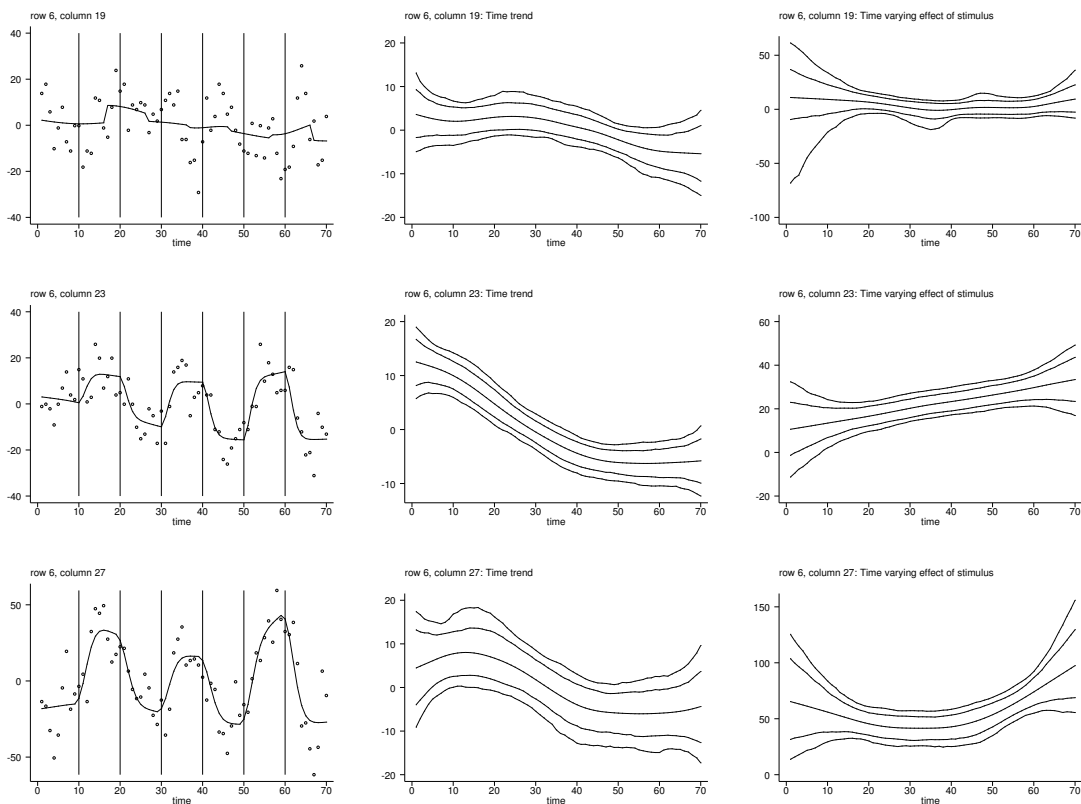 row 6, column 19
row 6, column 19: Time trend
row 6, column 19: Time varying effect of stimulus
40
20
0
-20
-40
0 10 20 30 40 50 60 70
time
20
10
0
-10
-20
0 10 20 30 40 50 60 70
time
50
0
-50
-100
0 10 20 30 40 50 60 70
time
row 6, column 23
row 6, column 23: Time trend
row 6, column 23: Time varying effect of stimulus
40
20
0
-20
-40
0 10 20 30 40 50 60 70
time
20
10
0
-10
0 10 20 30 40 50 60 70
time
60
40
20
0
-20
0 10 20 30 40 50 60 70
time
row 6, column 27
row 6, column 27: Time trend
row 6, column 27: Time varying effect of stimulus
50
0
-50
0 10 20 30 40 50 60 70
time
20
10
0
-10
-20
0 10 20 30 40 50 60 70
time
150
100
50
0
0 10 20 30 40 50 60 70
time